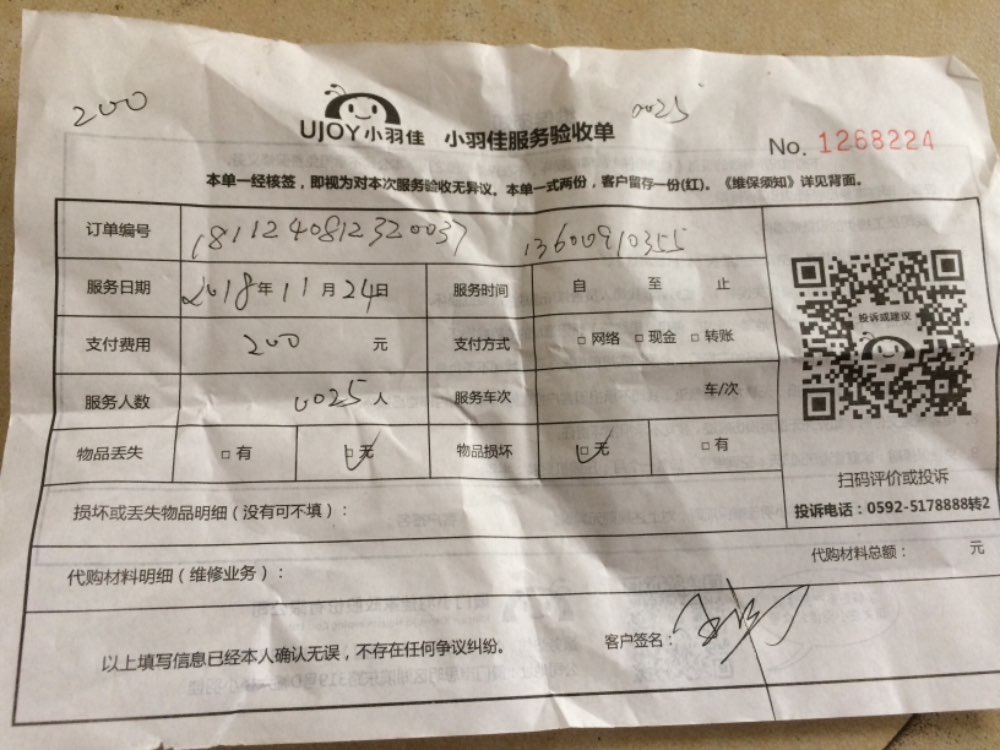 200
0025
UJOY小羽佳 小羽佳服务验收单
No. 1268224
本单一经核签，即视为对本次服务验收无异议。本单一式两份，客户留存一份(红)。《维保须知》详见背面。
订单编号 1811240812320037 13600910355
服务日期 2018年11月24日 服务时间 自 至 止
支付费用 200 元 支付方式 □网络 □现金 □转账
投诉或建议
服务人数 0025人 服务车次 车/次
物品丢失 □有 □无 物品损坏 □无 □有
扫码评价或投诉
投诉电话：0592-5178888转2
损坏或丢失物品明细（没有可不填）：
代购材料总额： 元
代购材料明细（维修业务）：
以上填写信息已经本人确认无误，不存在任何争议纠纷。
客户签名：